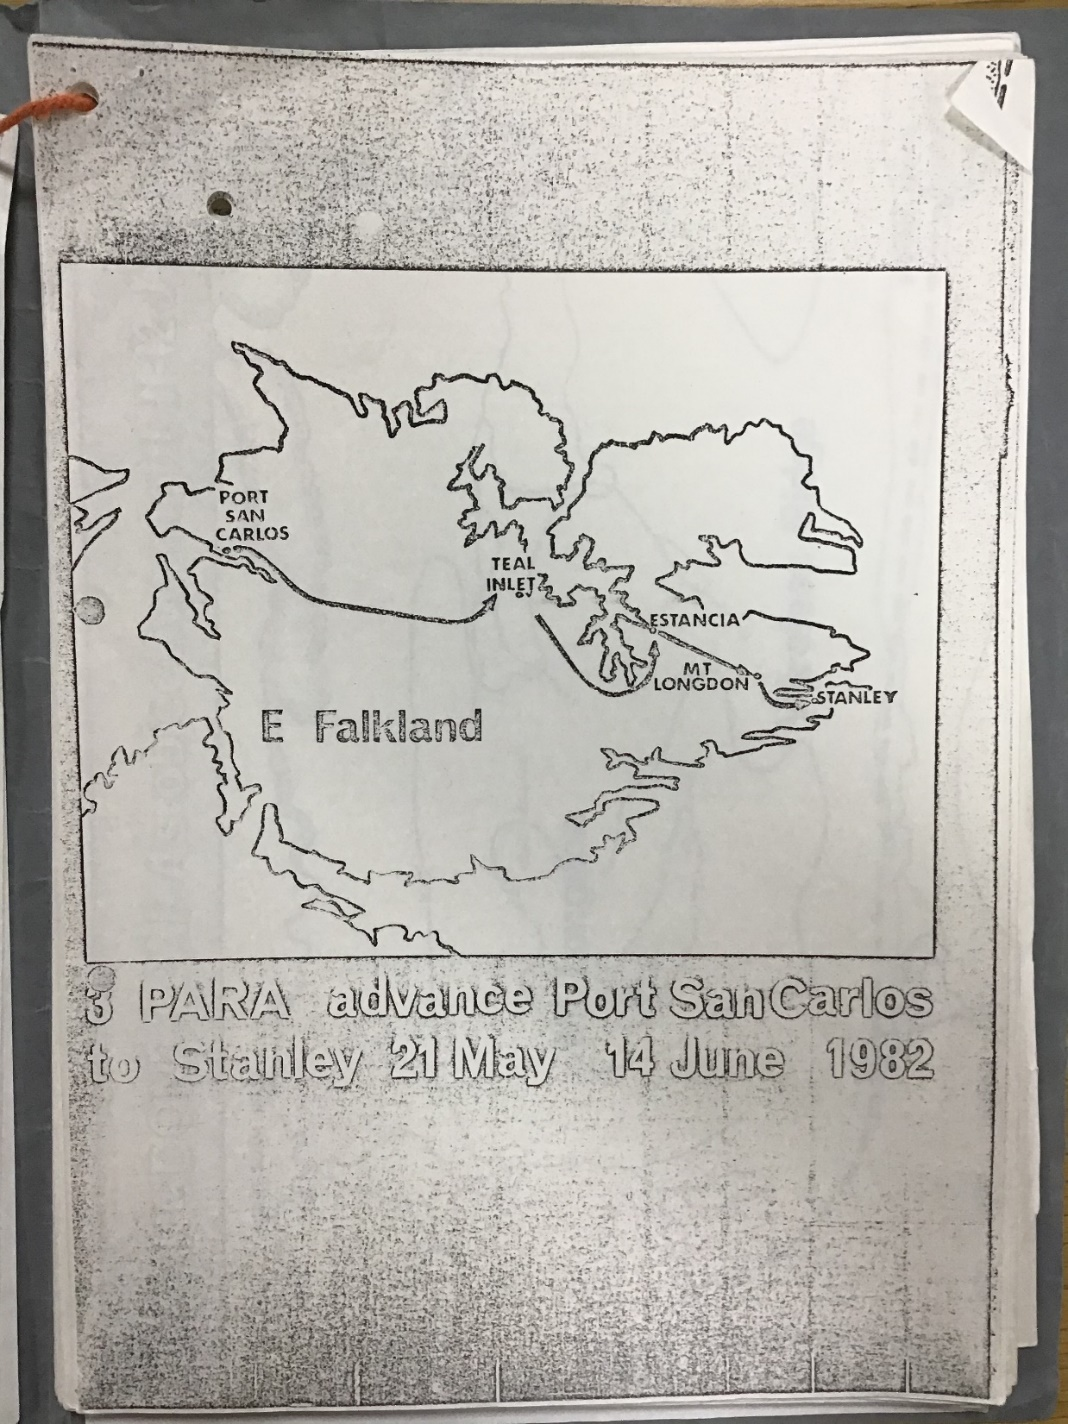 PORT
SAN
CARLOS
TEAL
INLET
ESTANCIA
MT
LONGDON
STANLEY
E Falkland
3 PARA advance Port San Carlos
to Stanley 21 May 14 June 1982